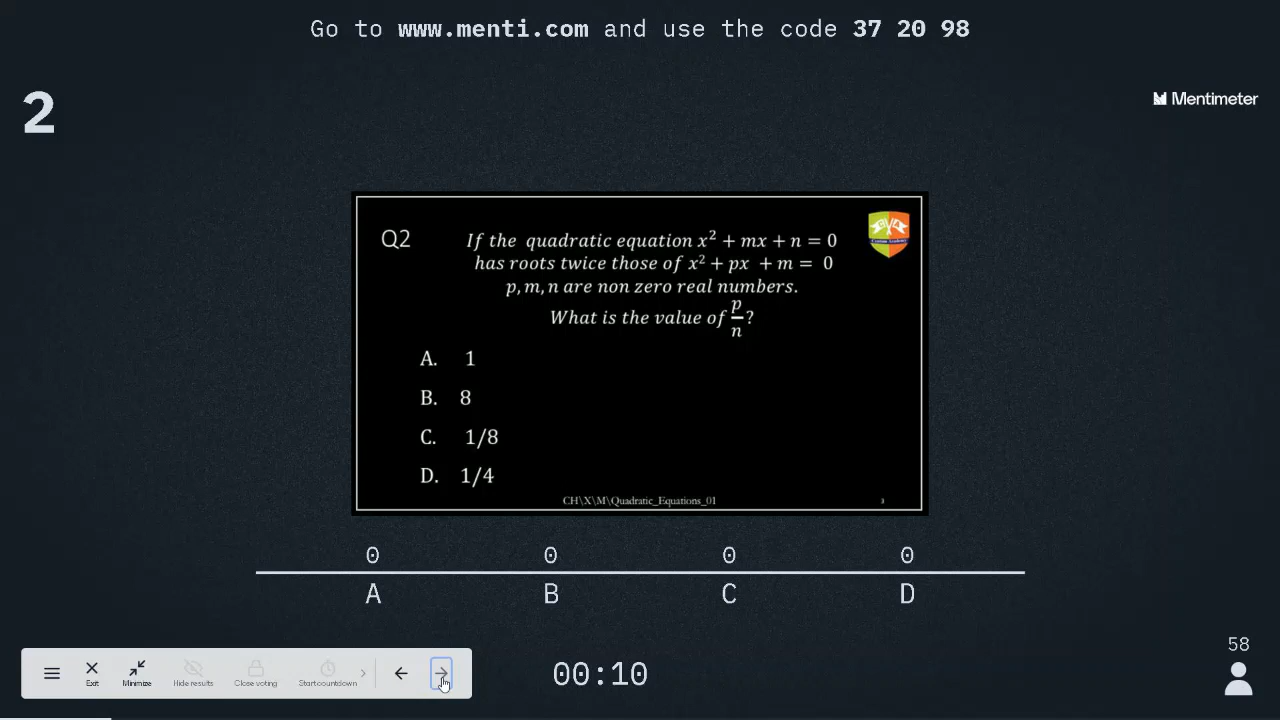 Go to www.menti.com and use the code 37 20 98
2
Mentimeter
Q2
If the quadratic equation x² + mx + n = 0
has roots twice those of x² + px + m = 0
p, m, n are non zero real numbers.
What is the value of p/n?
A. 1
B. 8
C. 1/8
D. 1/4
CH\X\M\Quadratic_Equations_01
0 0 0 0
A B C D
58
Exit Minimize Hide results Close voting Start countdown
00:10